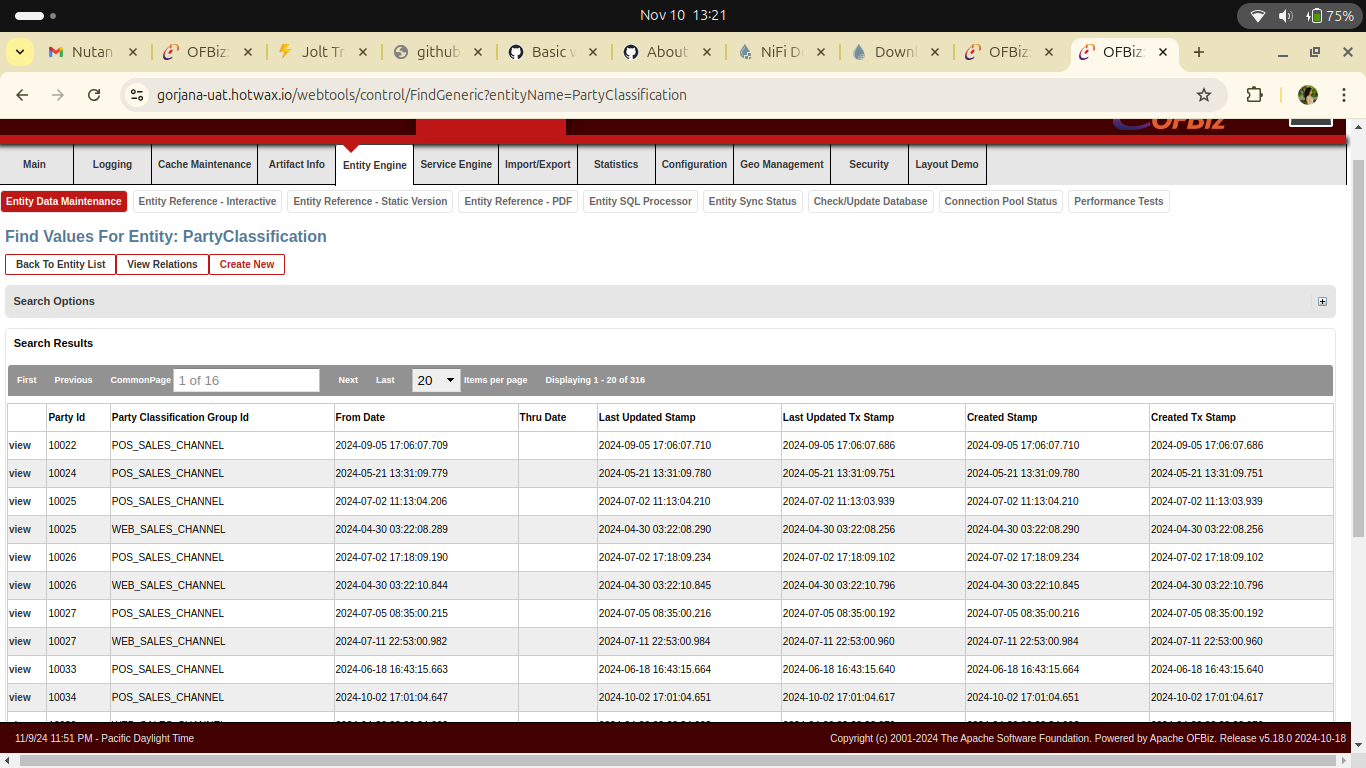 Nov 10 13:21
75%
Nutan
OFBiz
Jolt Tr
github
Basic v
About
NiFi Do
Downl
OFBiz
OFBiz
gorjana-uat.hotwax.io/webtools/control/FindGeneric?entityName=PartyClassification
OFBiz
Main Logging Cache Maintenance Artifact Info Entity Engine Service Engine Import/Export Statistics Configuration Geo Management Security Layout Demo
Entity Data Maintenance Entity Reference - Interactive Entity Reference - Static Version Entity Reference - PDF Entity SQL Processor Entity Sync Status Check/Update Database Connection Pool Status Performance Tests
Find Values For Entity: PartyClassification
Back To Entity List View Relations Create New
Search Options
Search Results
First Previous CommonPage 1 of 16 Next Last 20 Items per page Displaying 1 - 20 of 316
Party Id Party Classification Group Id From Date Thru Date Last Updated Stamp Last Updated Tx Stamp Created Stamp Created Tx Stamp
view 10022 POS_SALES_CHANNEL 2024-09-05 17:06:07.709 2024-09-05 17:06:07.710 2024-09-05 17:06:07.686 2024-09-05 17:06:07.710 2024-09-05 17:06:07.686
view 10024 POS_SALES_CHANNEL 2024-05-21 13:31:09.779 2024-05-21 13:31:09.780 2024-05-21 13:31:09.751 2024-05-21 13:31:09.780 2024-05-21 13:31:09.751
view 10025 POS_SALES_CHANNEL 2024-07-02 11:13:04.206 2024-07-02 11:13:04.210 2024-07-02 11:13:03.939 2024-07-02 11:13:04.210 2024-07-02 11:13:03.939
view 10025 WEB_SALES_CHANNEL 2024-04-30 03:22:08.289 2024-04-30 03:22:08.290 2024-04-30 03:22:08.256 2024-04-30 03:22:08.290 2024-04-30 03:22:08.256
view 10026 POS_SALES_CHANNEL 2024-07-02 17:18:09.190 2024-07-02 17:18:09.234 2024-07-02 17:18:09.102 2024-07-02 17:18:09.234 2024-07-02 17:18:09.102
view 10026 WEB_SALES_CHANNEL 2024-04-30 03:22:10.844 2024-04-30 03:22:10.845 2024-04-30 03:22:10.796 2024-04-30 03:22:10.845 2024-04-30 03:22:10.796
view 10027 POS_SALES_CHANNEL 2024-07-05 08:35:00.215 2024-07-05 08:35:00.216 2024-07-05 08:35:00.192 2024-07-05 08:35:00.216 2024-07-05 08:35:00.192
view 10027 WEB_SALES_CHANNEL 2024-07-11 22:53:00.982 2024-07-11 22:53:00.984 2024-07-11 22:53:00.960 2024-07-11 22:53:00.984 2024-07-11 22:53:00.960
view 10033 POS_SALES_CHANNEL 2024-06-18 16:43:15.663 2024-06-18 16:43:15.664 2024-06-18 16:43:15.640 2024-06-18 16:43:15.664 2024-06-18 16:43:15.640
view 10034 POS_SALES_CHANNEL 2024-10-02 17:01:04.647 2024-10-02 17:01:04.651 2024-10-02 17:01:04.617 2024-10-02 17:01:04.651 2024-10-02 17:01:04.617
11/9/24 11:51 PM - Pacific Daylight Time
Copyright (c) 2001-2024 The Apache Software Foundation. Powered by Apache OFBiz. Release v5.18.0 2024-10-18